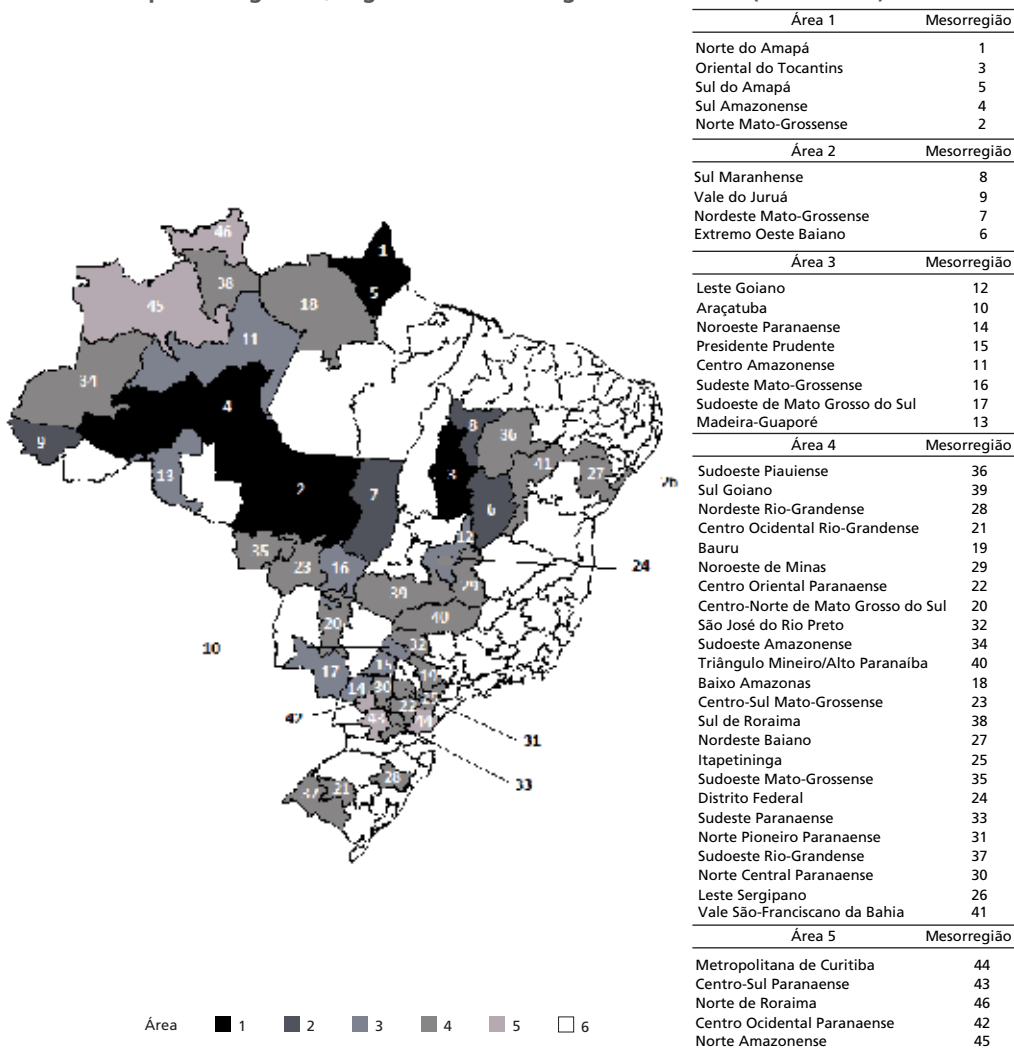 Área 1 Mesorregião
Norte do Amapá 1
Oriental do Tocantins 3
Sul do Amapá 5
Sul Amazonense 4
Norte Mato-Grossense 2
Área 2 Mesorregião
Sul Maranhense 8
Vale do Juruá 9
Nordeste Mato-Grossense 7
Extremo Oeste Baiano 6
Área 3 Mesorregião
Leste Goiano 12
Araçatuba 10
Noroeste Paranaense 14
Presidente Prudente 15
Centro Amazonense 11
Sudeste Mato-Grossense 16
Sudoeste de Mato Grosso do Sul 17
Madeira-Guaporé 13
Área 4 Mesorregião
Sudoeste Piauiense 36
Sul Goiano 39
Nordeste Rio-Grandense 28
Centro Ocidental Rio-Grandense 21
Bauru 19
Noroeste de Minas 29
Centro Oriental Paranaense 22
Centro-Norte de Mato Grosso do Sul 20
São José do Rio Preto 32
Sudoeste Amazonense 34
Triângulo Mineiro/Alto Paranaíba 40
Baixo Amazonas 18
Centro-Sul Mato-Grossense 23
Sul de Roraima 38
Nordeste Baiano 27
Itapetininga 25
Sudoeste Mato-Grossense 35
Distrito Federal 24
Sudeste Paranaense 33
Norte Pioneiro Paranaense 31
Sudoeste Rio-Grandense 37
Norte Central Paranaense 30
Leste Sergipano 26
Vale São-Franciscano da Bahia 41
Área 5 Mesorregião
Metropolitana de Curitiba 44
Centro-Sul Paranaense 43
Norte de Roraima 46
Centro Ocidental Paranaense 42
Norte Amazonense 45
46
1
38
5
45
18
11
34
4
8
36
9
3
41
27
26
13
2
7
6
12
35
23
16
24
39
29
40
20
10
32
17
15
19
14
30
22
42
43
44
31
33
28
37
21
Área 1 2 3 4 5 6